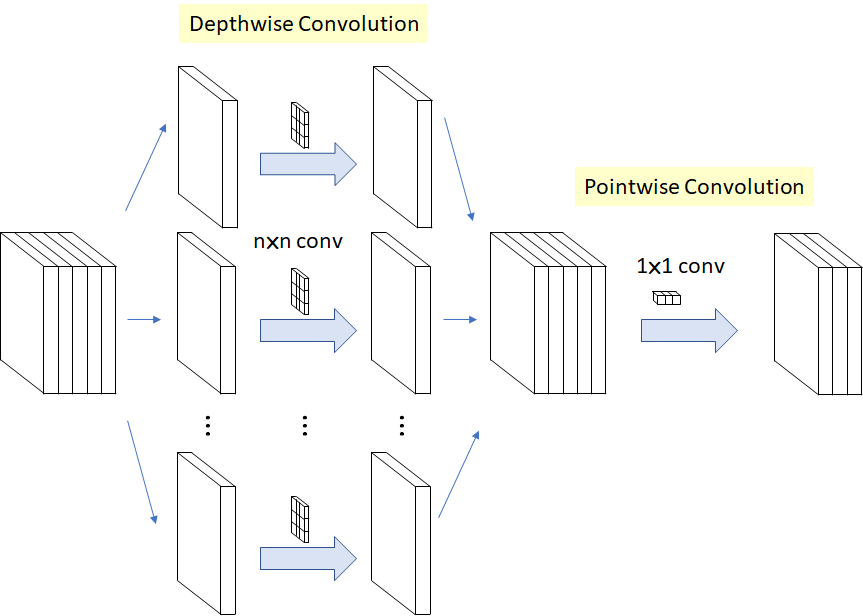 Depthwise Convolution
Pointwise Convolution
nxn conv
1x1 conv